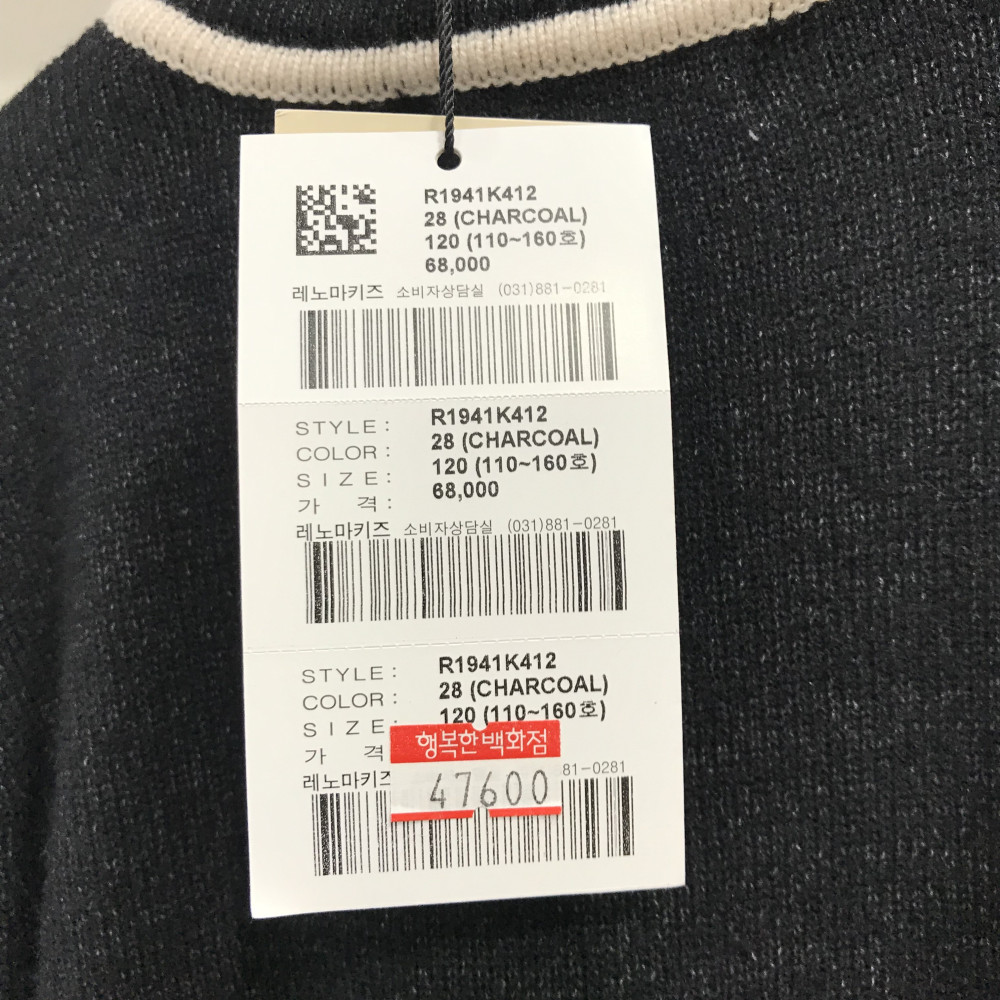 R1941K412
28 (CHARCOAL)
120 (110~160호)
68,000
레노마키즈 소비자상담실 (031)881-0281
STYLE : R1941K412
COLOR : 28 (CHARCOAL)
SIZE : 120 (110~160호)
가 격 : 68,000
레노마키즈 소비자상담실 (031)881-0281
STYLE : R1941K412
COLOR : 28 (CHARCOAL)
SIZE : 120 (110~160호)
가 격
행복한백화점
레노마키즈 81-0281
47600